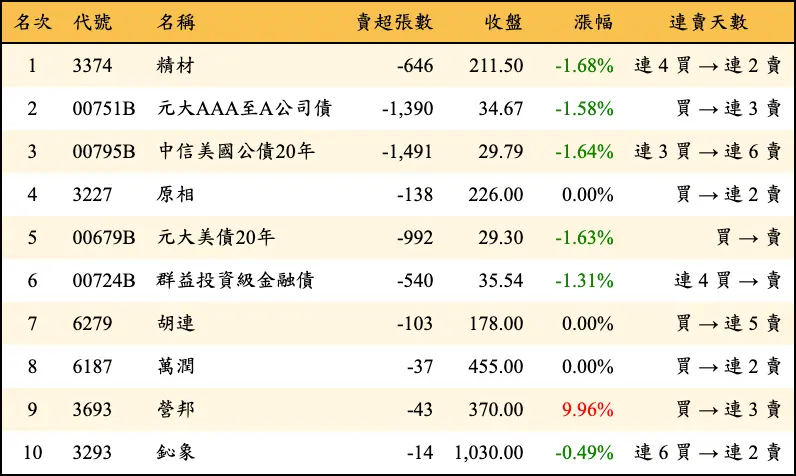 名次 代號 名稱 賣超張數 收盤 漲幅 連賣天數
1 3374 精材 -646 211.50 -1.68% 連 4 買 → 連 2 賣
2 00751B 元大AAA至A公司債 -1,390 34.67 -1.58% 買 → 連 3 賣
3 00795B 中信美國公債20年 -1,491 29.79 -1.64% 連 3 買 → 連 6 賣
4 3227 原相 -138 226.00 0.00% 買 → 連 2 賣
5 00679B 元大美債20年 -992 29.30 -1.63% 買 → 賣
6 00724B 群益投資級金融債 -540 35.54 -1.31% 連 4 買 → 賣
7 6279 胡連 -103 178.00 0.00% 買 → 連 5 賣
8 6187 萬潤 -37 455.00 0.00% 買 → 連 2 賣
9 3693 營邦 -43 370.00 9.96% 買 → 連 3 賣
10 3293 鈊象 -14 1,030.00 -0.49% 連 6 買 → 連 2 賣